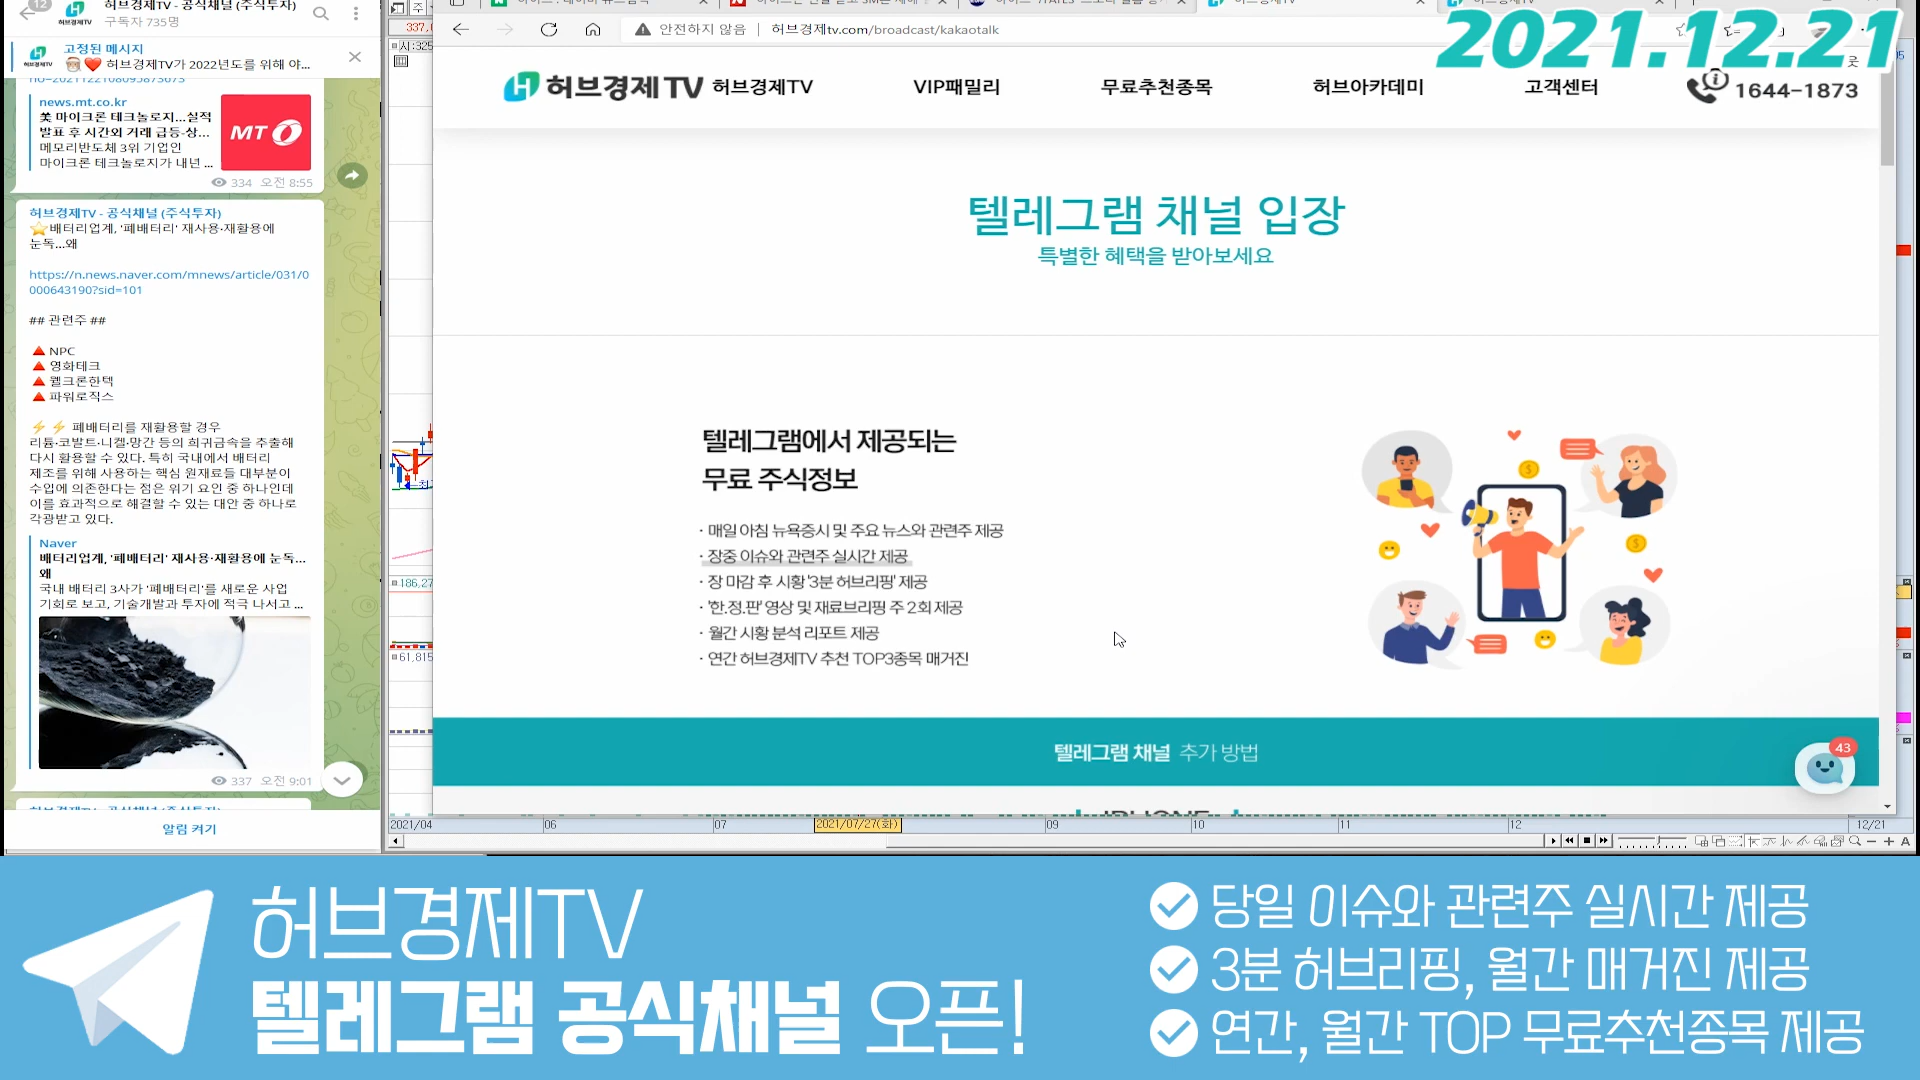 12
허브경제TV - 공식채널 (주식투자)
구독자 735명
고정된 메시지
허브경제TV가 2022년도를 위해 야...
no=2021122108095873673
news.mt.co.kr
美 마이크론 테크놀로지...실적
발표 후 시간외 거래 급등-상...
메모리반도체 3위 기업인
마이크론 테크놀로지가 내년 ...
MT
334 오전 8:55
허브경제TV - 공식채널 (주식투자)
⭐배터리업계, '폐배터리' 재사용·재활용에
눈독...왜
https://n.news.naver.com/mnews/article/031/0
000643190?sid=101
## 관련주 ##
🔺 NPC
🔺 영화테크
🔺 웰크론한텍
🔺 파워로직스
⚡⚡ 폐배터리를 재활용할 경우
리튬·코발트·니켈·망간 등의 희귀금속을 추출해
다시 활용할 수 있다. 특히 국내에서 배터리
제조를 위해 사용하는 핵심 원재료들 대부분이
수입에 의존한다는 점은 위기 요인 중 하나인데
이를 효과적으로 해결할 수 있는 대안 중 하나로
각광받고 있다.
Naver
배터리업계, '폐배터리' 재사용·재활용에 눈독...
왜
국내 배터리 3사가 '폐배터리'를 새로운 사업
기회로 보고, 기술개발과 투자에 적극 나서고 ...
337 오전 9:01
알림 켜기
안전하지 않음 | 허브경제tv.com/broadcast/kakaotalk
2021.12.21
허브경제TV
허브경제TV VIP패밀리 무료추천종목 허브아카데미 고객센터 1644-1873
텔레그램 채널 입장
특별한 혜택을 받아보세요
텔레그램에서 제공되는
무료 주식정보
· 매일 아침 뉴욕증시 및 주요 뉴스와 관련주 제공
· 장중 이슈와 관련주 실시간 제공
· 장 마감 후 시황 '3분 허브리핑' 제공
· '한.정.판' 영상 및 재료브리핑 주 2회 제공
· 월간 시황 분석 리포트 제공
· 연간 허브경제TV 추천 TOP3종목 매거진
텔레그램 채널 추가 방법
43
2021/04 06 07 2021/07/27(화) 09 10 11 12 12/21
허브경제TV
텔레그램 공식채널 오픈!
당일 이슈와 관련주 실시간 제공
3분 허브리핑, 월간 매거진 제공
연간, 월간 TOP 무료추천종목 제공